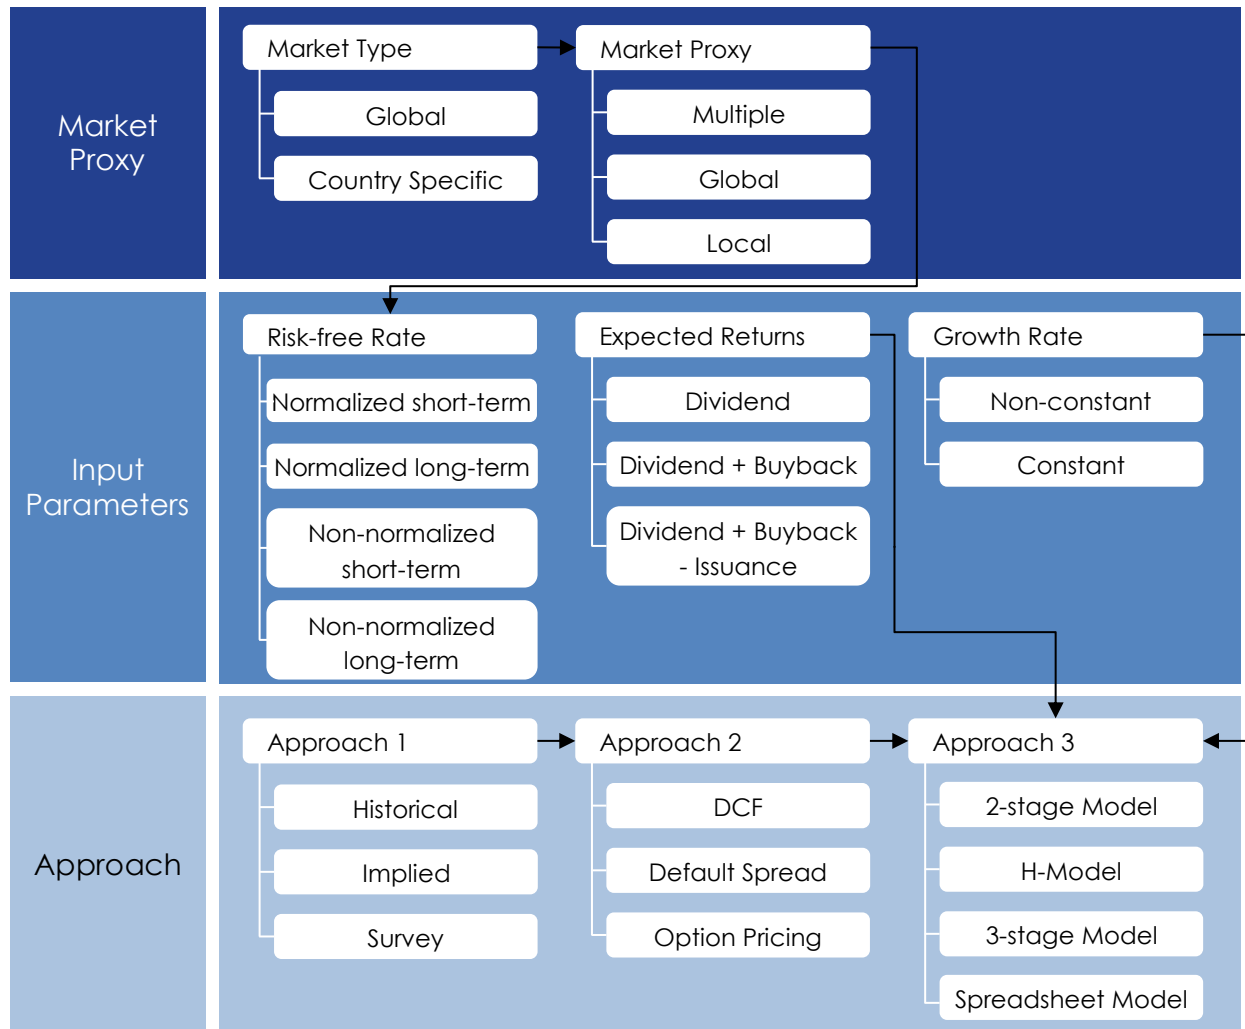 Market
Proxy
Market Type
Global
Country Specific
Market Proxy
Multiple
Global
Local
Input
Parameters
Risk-free Rate
Normalized short-term
Normalized long-term
Non-normalized
short-term
Non-normalized
long-term
Expected Returns
Dividend
Dividend + Buyback
Dividend + Buyback
- Issuance
Growth Rate
Non-constant
Constant
Approach
Approach 1
Historical
Implied
Survey
Approach 2
DCF
Default Spread
Option Pricing
Approach 3
2-stage Model
H-Model
3-stage Model
Spreadsheet Model